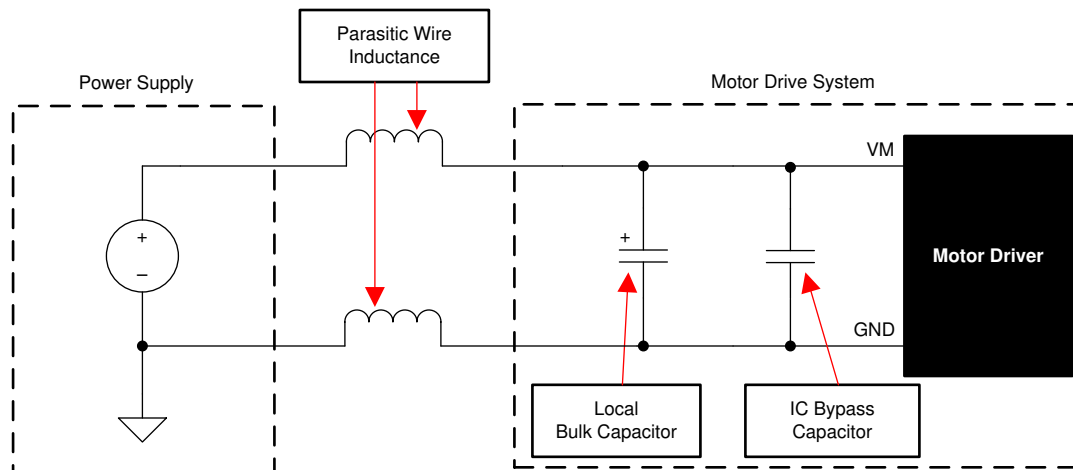 Parasitic Wire
Inductance
Power Supply
Motor Drive System
VM
+
–
+
Motor Driver
GND
Local
Bulk Capacitor
IC Bypass
Capacitor